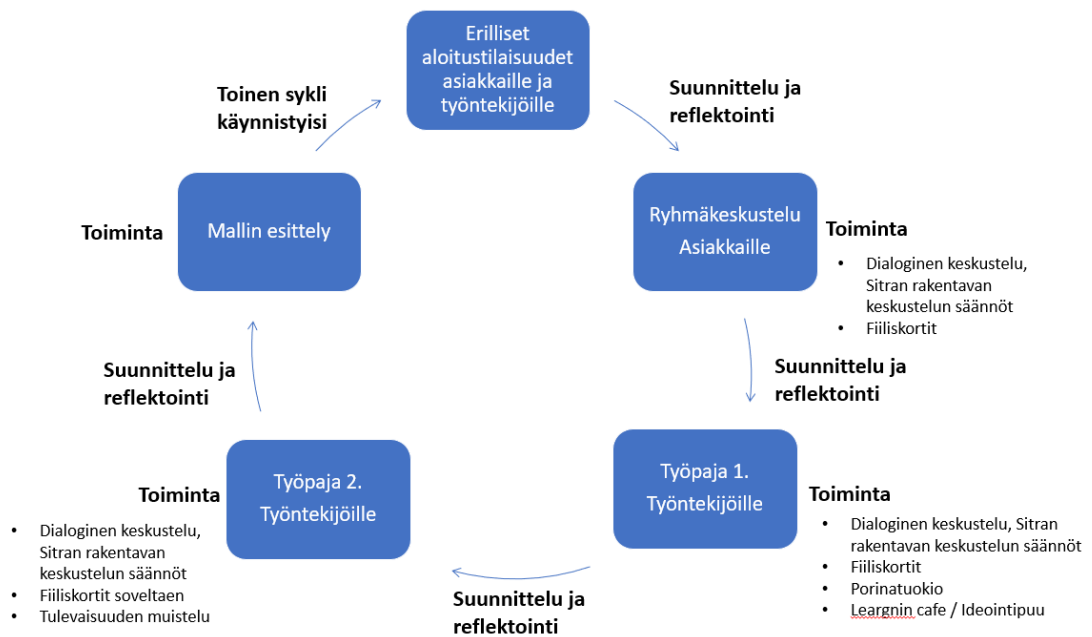 Erilliset
aloitustilaisuudet
asiakkaille ja
työntekijöille
Suunnittelu ja
reflektointi
Ryhmäkeskustelu
Asiakkaille
Toiminta
• Dialoginen keskustelu,
Sitran rakentavan
keskustelun säännöt
• Fiiliskortit
Suunnittelu ja
reflektointi
Työpaja 1.
Työntekijöille
Toiminta
• Dialoginen keskustelu, Sitran
rakentavan keskustelun säännöt
• Fiiliskortit
• Porinatuokio
• Leargnin cafe / Ideointipuu
Suunnittelu ja
reflektointi
Työpaja 2.
Työntekijöille
Toiminta
• Dialoginen keskustelu,
Sitran rakentavan
keskustelun säännöt
• Fiiliskortit soveltaen
• Tulevaisuuden muistelu
Suunnittelu ja
reflektointi
Mallin esittely
Toiminta
Toinen sykli
käynnistyisi